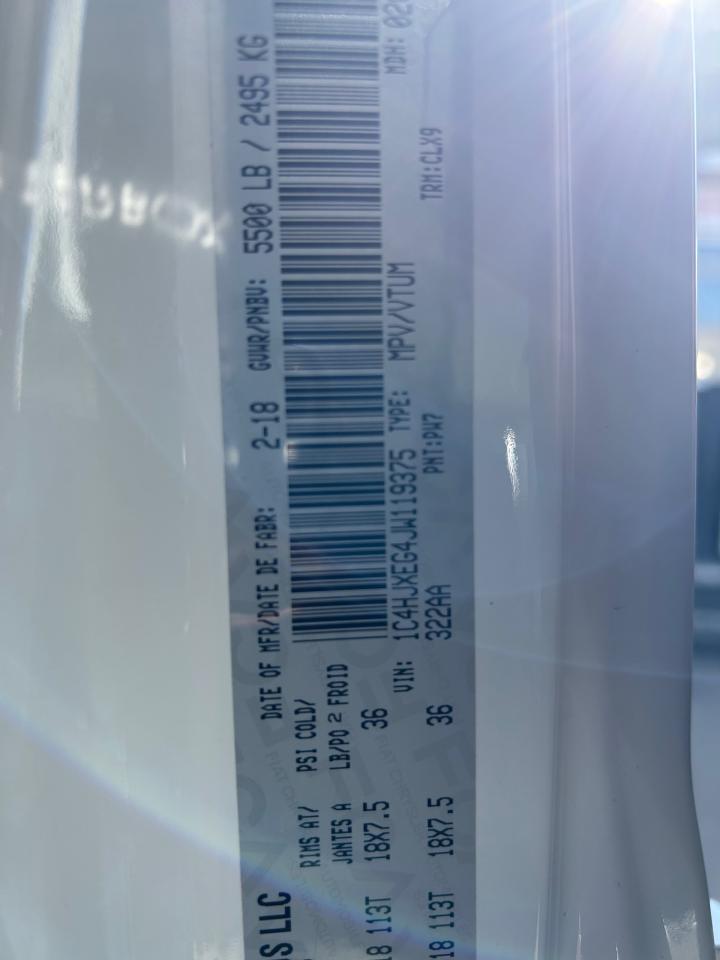 US LLC
DATE OF MFR/DATE DE FABR: 2-18 GVWR/PNBV: 5500 LB / 2495 KG
RIMS AT/ PSI COLD/
JANTES A LB/PO 2 FROID
18 113T 18X7.5 36
VIN: 1C4HJXEG4JW119375 TYPE: MPV/VTUM MDH: 02
18 113T 18X7.5 36 322AA PNT:PW7 TRM:CLX9